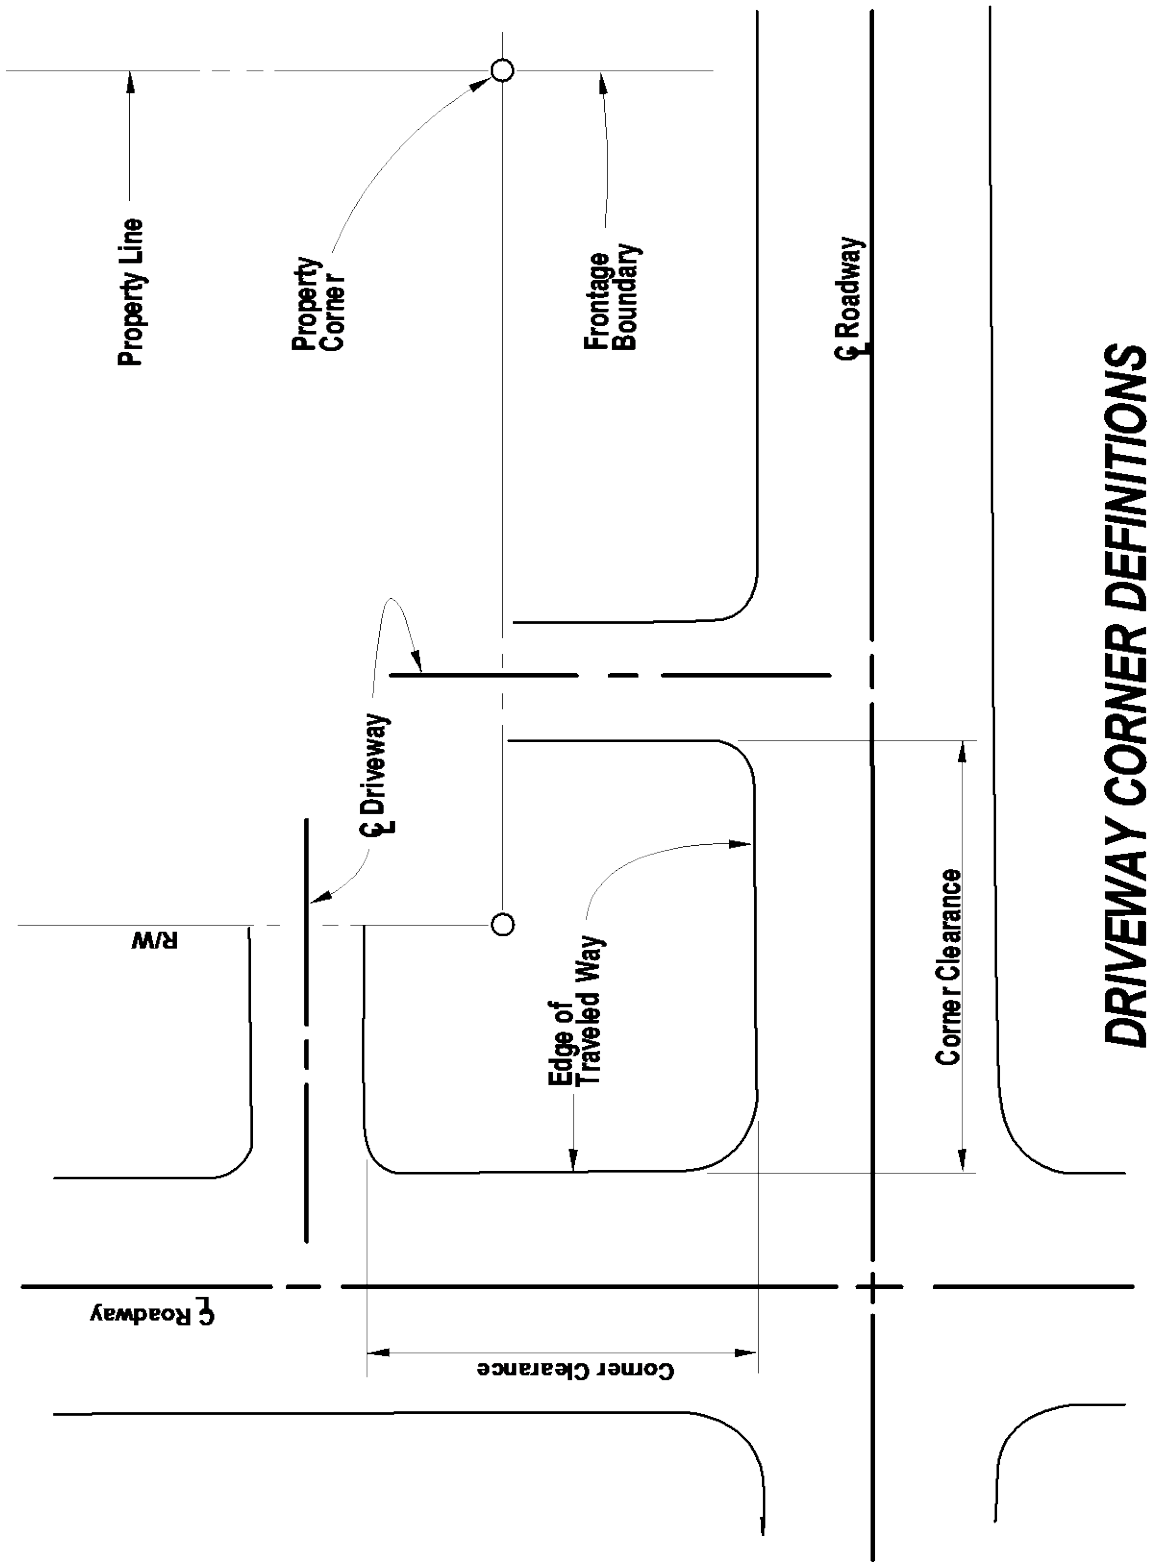 Property Line
Property
Corner
Frontage
Boundary
℄ Roadway
℄ Driveway
R/W
Edge of
Traveled Way
Corner Clearance
℄ Roadway
Corner Clearance
DRIVEWAY CORNER DEFINITIONS